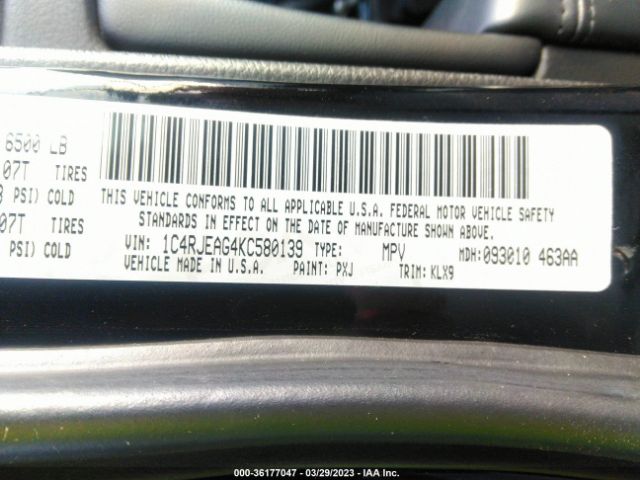 6500 LB
07T TIRES
PSI) COLD
07T TIRES
PSI) COLD
THIS VEHICLE CONFORMS TO ALL APPLICABLE U.S.A. FEDERAL MOTOR VEHICLE SAFETY
STANDARDS IN EFFECT ON THE DATE OF MANUFACTURE SHOWN ABOVE.
VIN: 1C4RJEAG4KC580139 TYPE: MPV MDH:093010 463AA
VEHICLE MADE IN U.S.A. PAINT: PXJ TRIM: KLX9
000-36177047 - 03/29/2023 - IAA Inc.